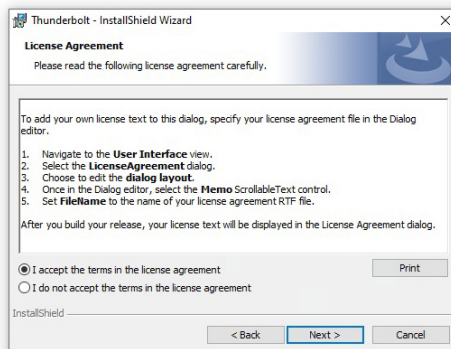 Thunderbolt - InstallShield Wizard
License Agreement
Please read the following license agreement carefully.
To add your own license text to this dialog, specify your license agreement file in the Dialog
editor.
1. Navigate to the User Interface view.
2. Select the LicenseAgreement dialog.
3. Choose to edit the dialog layout.
4. Once in the Dialog editor, select the Memo ScrollableText control.
5. Set FileName to the name of your license agreement RTF file.
After you build your release, your license text will be displayed in the License Agreement dialog.
I accept the terms in the license agreement
Print
I do not accept the terms in the license agreement
InstallShield
< Back
Next >
Cancel